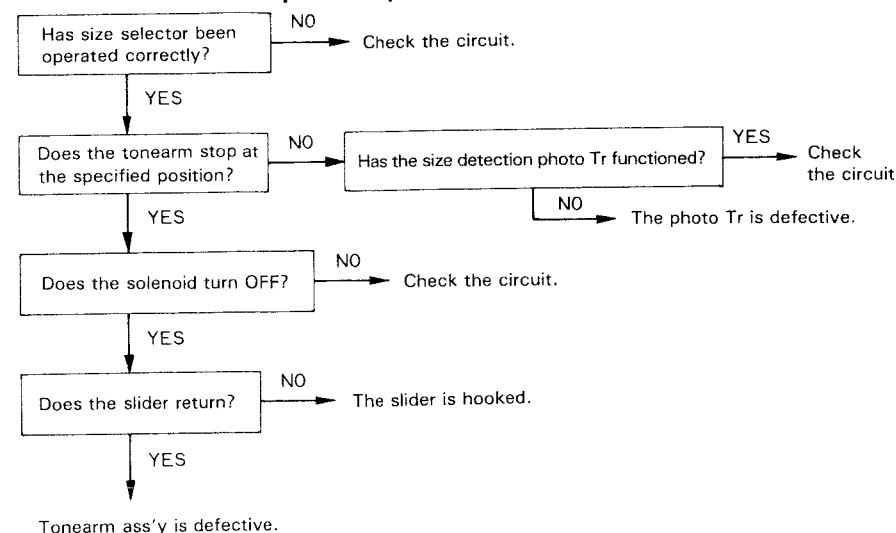 Has size selector been
operated correctly?
NO
Check the circuit.
YES
Does the tonearm stop at
the specified position?
NO
Has the size detection photo Tr functioned?
YES
Check
the circuit
NO
The photo Tr is defective.
YES
Does the solenoid turn OFF?
NO
Check the circuit.
YES
Does the slider return?
NO
The slider is hooked.
YES
Tonearm ass'y is defective.